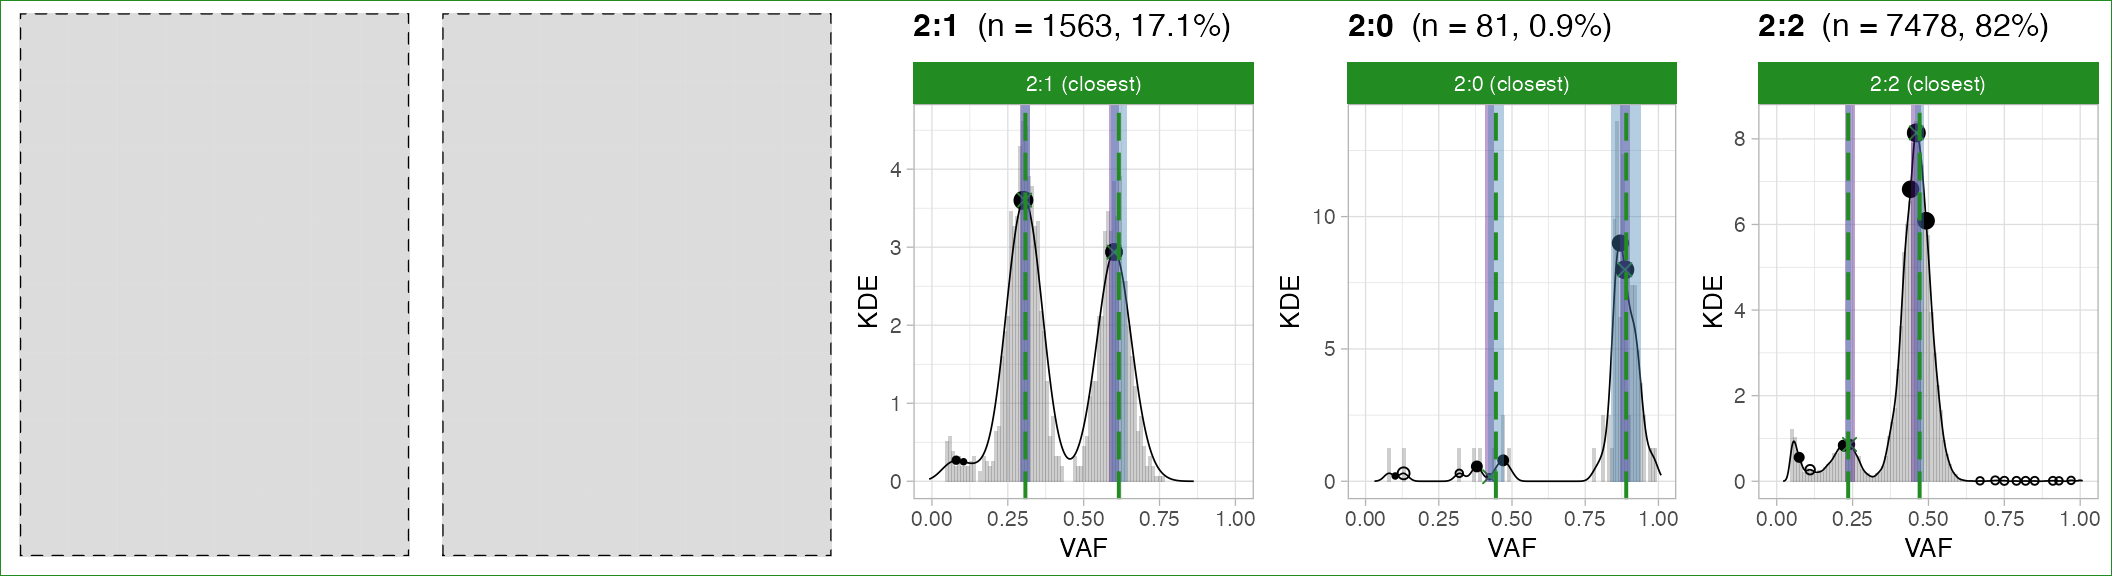 2:1 (n = 1563, 17.1%)
2:1 (closest)
KDE
4
3
2
1
0
0.00 0.25 0.50 0.75 1.00
VAF
2:0 (n = 81, 0.9%)
2:0 (closest)
KDE
10
5
0
0.00 0.25 0.50 0.75 1.00
VAF
2:2 (n = 7478, 82%)
2:2 (closest)
KDE
8
6
4
2
0
0.00 0.25 0.50 0.75 1.00
VAF